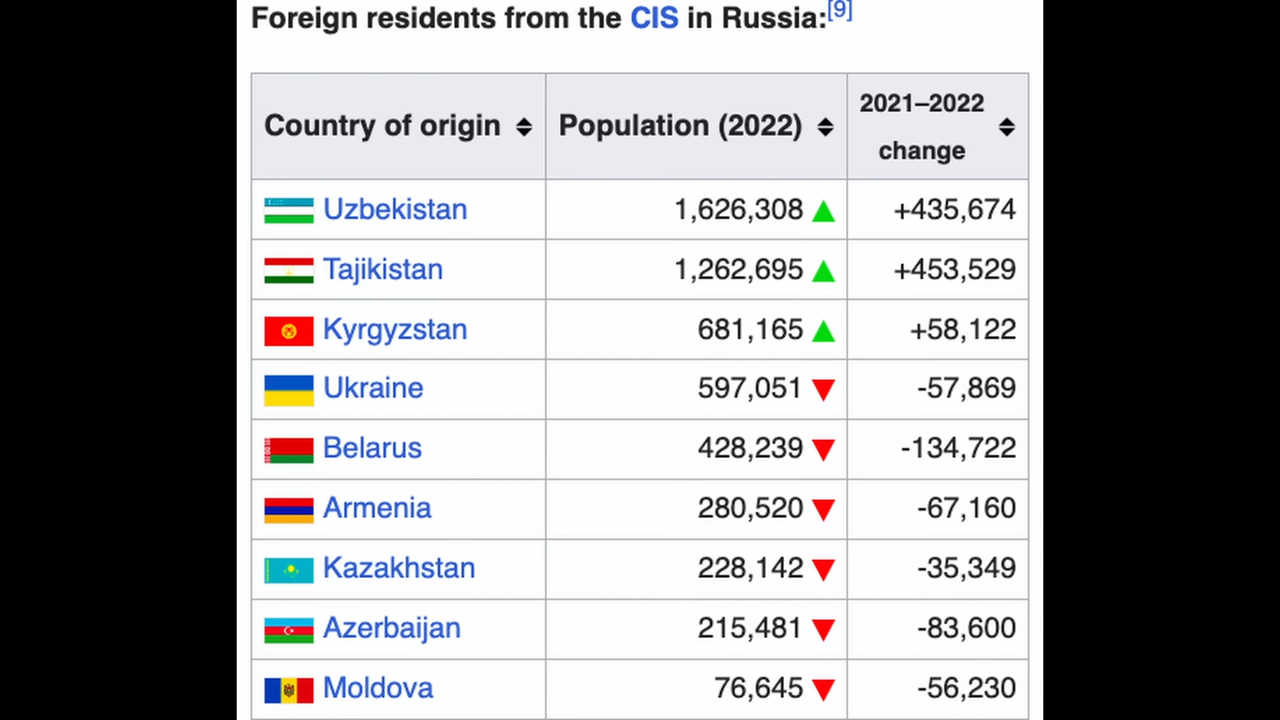 Foreign residents from the CIS in Russia:[9]
Country of origin Population (2022) 2021–2022 change
Uzbekistan 1,626,308 +435,674
Tajikistan 1,262,695 +453,529
Kyrgyzstan 681,165 +58,122
Ukraine 597,051 -57,869
Belarus 428,239 -134,722
Armenia 280,520 -67,160
Kazakhstan 228,142 -35,349
Azerbaijan 215,481 -83,600
Moldova 76,645 -56,230